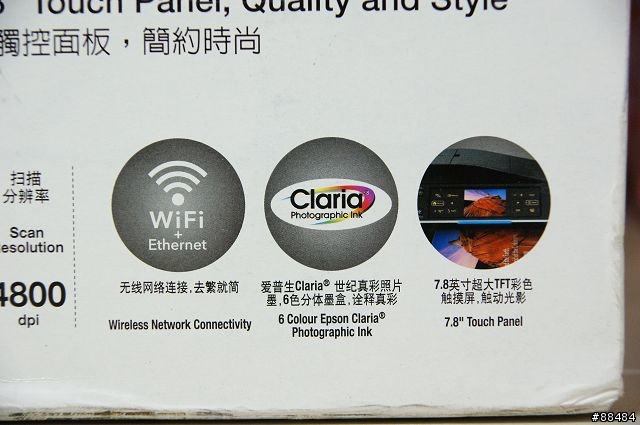 Touch Panel, Quality and Style
觸控面板，簡約時尚
扫描
分辨率
Scan
Resolution
4800
dpi
WiFi
+
Ethernet
无线网络连接,去繁就简
Wireless Network Connectivity
Claria
Photographic Ink
爱普生Claria® 世纪真彩照片
墨,6色分体墨盒,诠释真彩
6 Colour Epson Claria®
Photographic Ink
7.8英寸超大TFT彩色
触摸屏,触动光影
7.8" Touch Panel
#88484